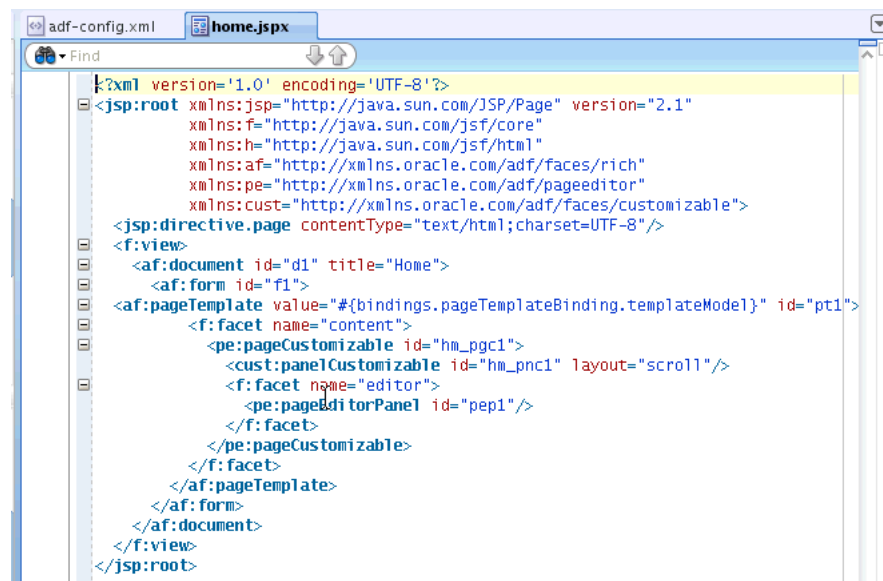 adf-config.xml
home.jspx
Find
<?xml version='1.0' encoding='UTF-8'?>
<jsp:root xmlns:jsp="http://java.sun.com/JSP/Page" version="2.1"
xmlns:f="http://java.sun.com/jsf/core"
xmlns:h="http://java.sun.com/jsf/html"
xmlns:af="http://xmlns.oracle.com/adf/faces/rich"
xmlns:pe="http://xmlns.oracle.com/adf/pageeditor"
xmlns:cust="http://xmlns.oracle.com/adf/faces/customizable">
<jsp:directive.page contentType="text/html;charset=UTF-8"/>
<f:view>
<af:document id="d1" title="Home">
<af:form id="f1">
<af:pageTemplate value="#{bindings.pageTemplateBinding.templateModel}" id="pt1">
<f:facet name="content">
<pe:pageCustomizable id="hm_pgc1">
<cust:panelCustomizable id="hm_pnc1" layout="scroll"/>
<f:facet name="editor">
<pe:pageEditorPanel id="pep1"/>
</f:facet>
</pe:pageCustomizable>
</f:facet>
</af:pageTemplate>
</af:form>
</af:document>
</f:view>
</jsp:root>